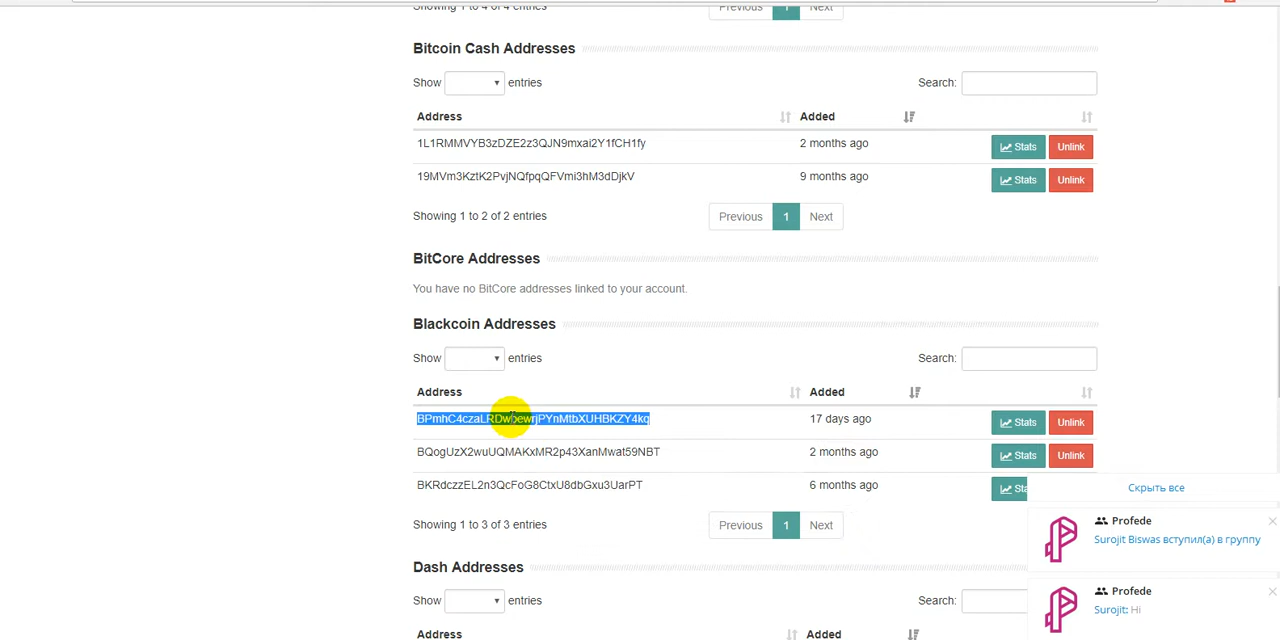 Showing 1 to 4 of 4 entries
Previous 1 Next
Bitcoin Cash Addresses
Show entries Search:
Address Added
1L1RMMVYB3zDZE2z3QJN9mxai2Y1fCH1fy 2 months ago Stats Unlink
19MVm3KztK2PvjNQfpqQFVmi3hM3dDjkV 9 months ago Stats Unlink
Showing 1 to 2 of 2 entries Previous 1 Next
BitCore Addresses
You have no BitCore addresses linked to your account.
Blackcoin Addresses
Show entries Search:
Address Added
BPmhC4czaLRDwbewrjPYnMtbXUHBKZY4kq 17 days ago Stats Unlink
BQogUzX2wuUQMAKxMR2p43XanMwat59NBT 2 months ago Stats Unlink
BKRdczzEL2n3QcFoG8CtxU8dbGxu3UarPT 6 months ago Sta
Скрыть все
Showing 1 to 3 of 3 entries Previous 1 Next
Profede
Surojit Biswas вступил(а) в группу
Dash Addresses
Show entries Search:
Profede
Surojit: Hi
Address Added